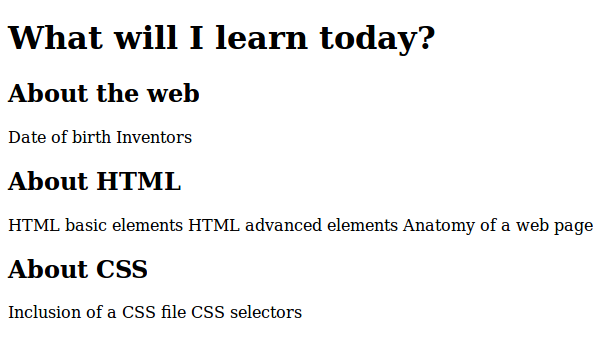 What will I learn today?
About the web
Date of birth Inventors
About HTML
HTML basic elements HTML advanced elements Anatomy of a web page
About CSS
Inclusion of a CSS file CSS selectors